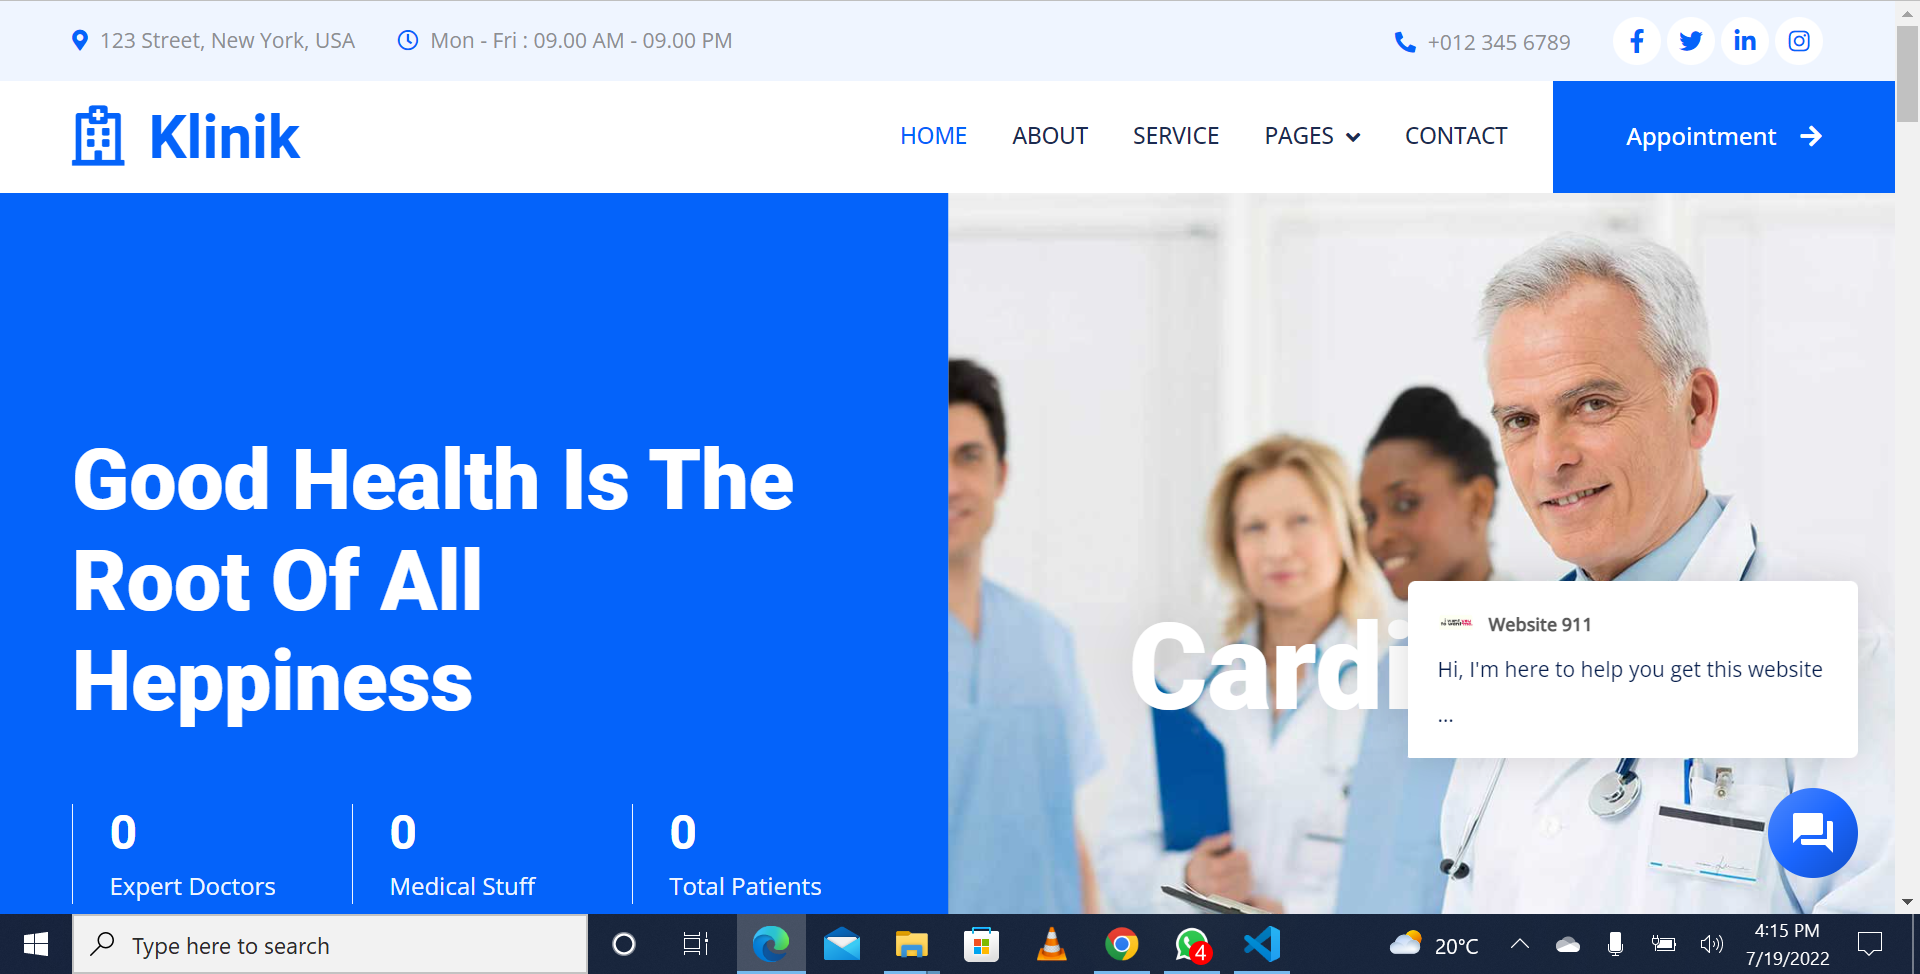 123 Street, New York, USA
Mon - Fri : 09.00 AM - 09.00 PM
+012 345 6789
Klinik
HOME
ABOUT
SERVICE
PAGES
CONTACT
Appointment
Good Health Is The
Root Of All
Heppiness
Cardi
Website 911
Hi, I'm here to help you get this website
...
0
0
0
Expert Doctors
Medical Stuff
Total Patients
Type here to search
4
20°C
4:15 PM
7/19/2022